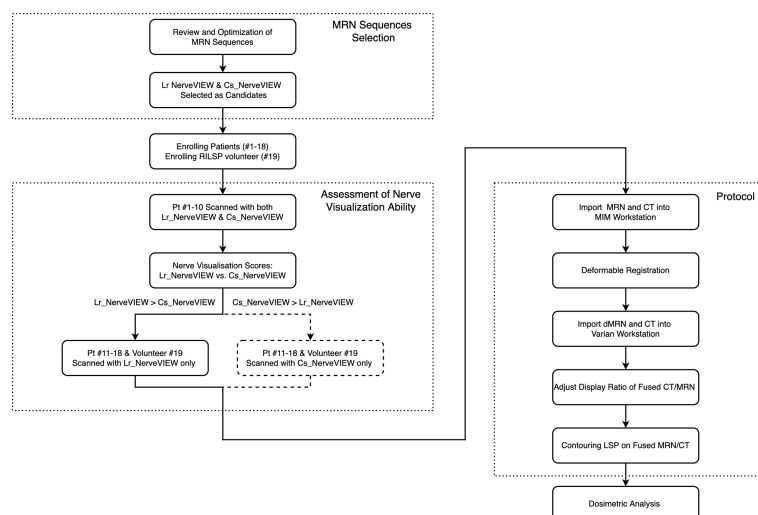 MRN Sequences
Selection
Review and Optimization of
MRN Sequences
Lr NerveVIEW & Cs_NerveVIEW
Selected as Candidates
Enrolling Patients (#1-18)
Enrolling RILSP volunteer (#19)
Assessment of Nerve
Visualization Ability
Pt #1-10 Scanned with both
Lr_NerveVIEW & Cs_NerveVIEW
Nerve Visualisation Scores:
Lr_NerveVIEW vs. Cs_NerveVIEW
Lr_NerveVIEW > Cs_NerveVIEW
Cs_NerveVIEW > Lr_NerveVIEW
Pt #11-18 & Volunteer #19
Scanned with Lr_NerveVIEW only
Pt #11-18 & Volunteer #19
Scanned with Cs_NerveVIEW only
Protocol
Import MRN and CT into
MIM Workstation
Deformable Registration
Import dMRN and CT into
Varian Workstation
Adjust Display Ratio of Fused CT/MRN
Contouring LSP on Fused MRN/CT
Dosimetric Analysis